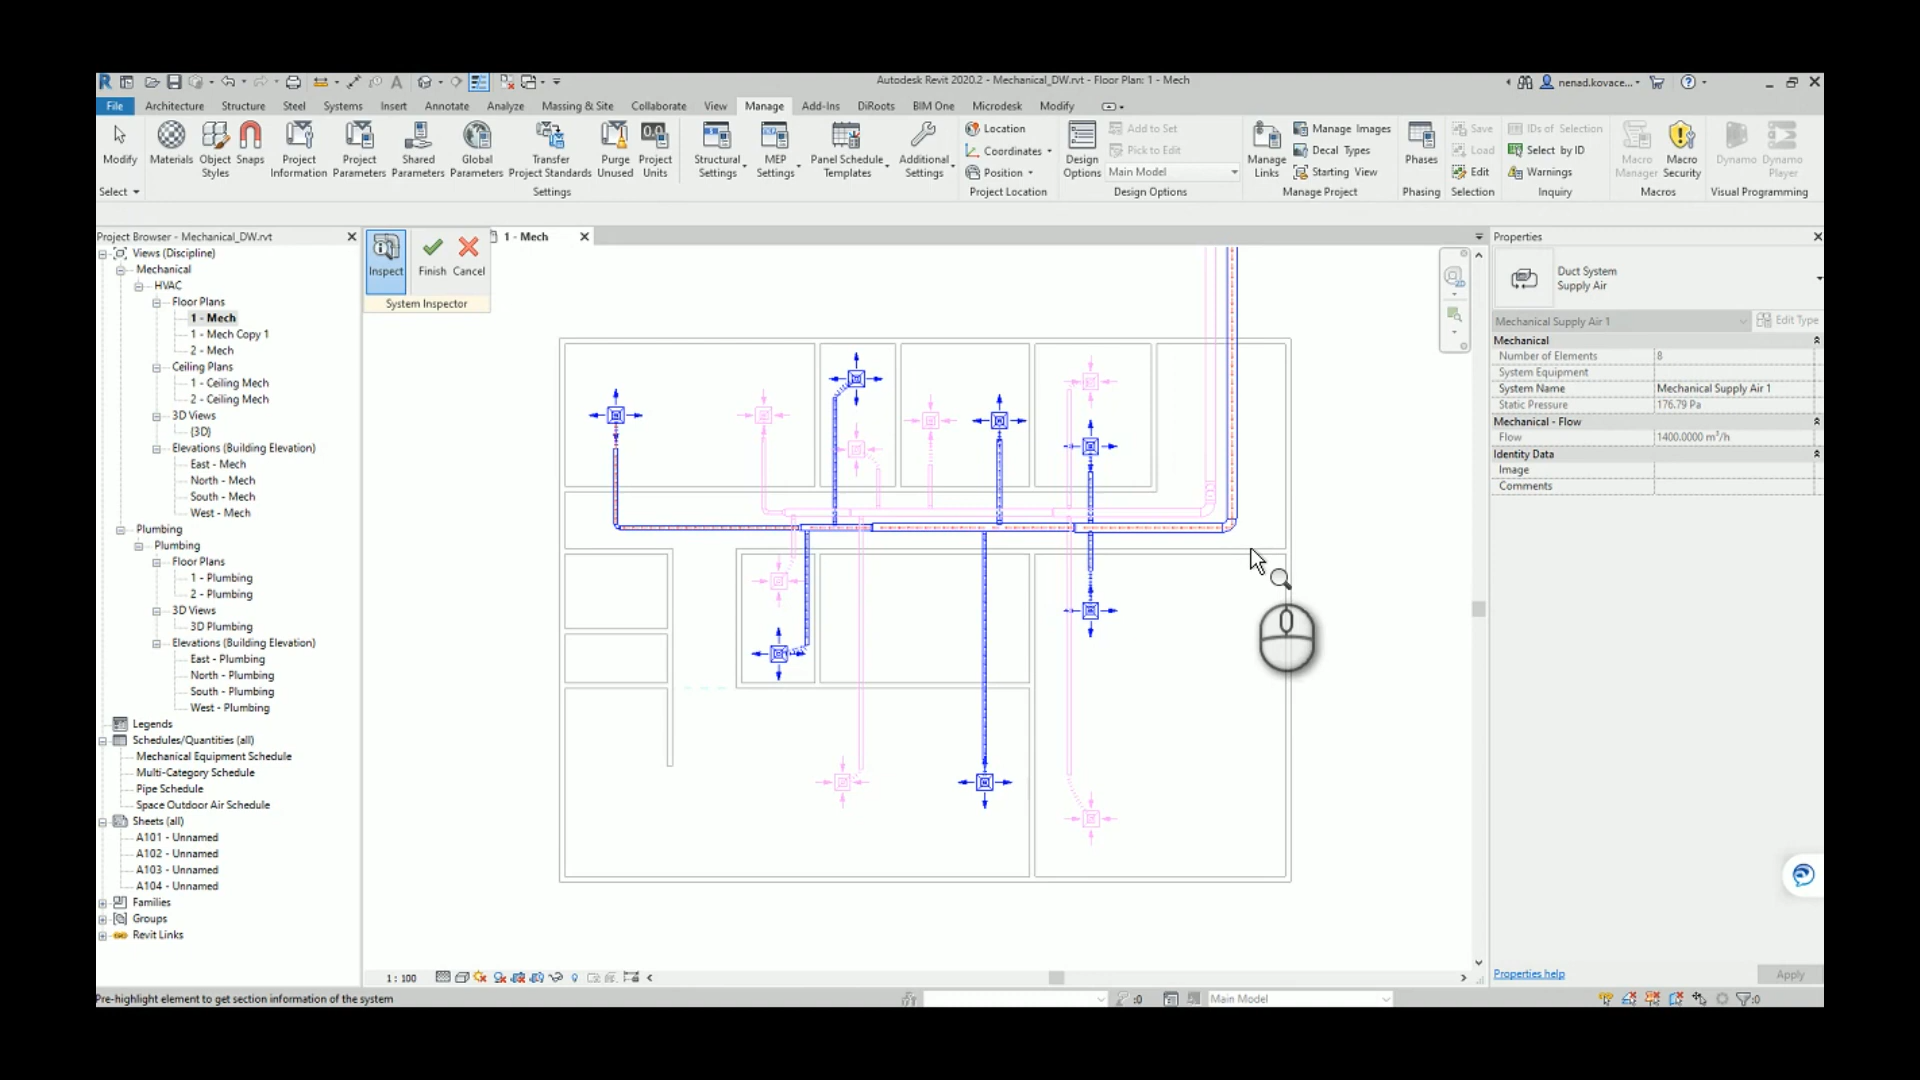 Autodesk Revit 2020.2 - Mechanical_DW.rvt - Floor Plan: 1 - Mech
nenad.kovace...
File Architecture Structure Steel Systems Insert Annotate Analyze Massing & Site Collaborate View Manage Add-Ins DiRoots BIM One Microdesk Modify
Modify Materials Object Styles Snaps Project Information Project Parameters Shared Parameters Global Parameters Transfer Project Standards Purge Unused Project Units Structural Settings MEP Settings Panel Schedule Templates Additional Settings
Location
Coordinates
Position
Design Options
Add to Set
Pick to Edit
Main Model
Manage Links
Manage Images
Decal Types
Starting View
Phases
Save
Load
Edit
IDs of Selection
Select by ID
Warnings
Macro Manager
Macro Security
Dynamo
Dynamo Player
Select Settings Project Location Design Options Manage Project Phasing Selection Inquiry Macros Visual Programming
Project Browser - Mechanical_DW.rvt
Views (Discipline)
Mechanical
HVAC
Floor Plans
1 - Mech
1 - Mech Copy 1
2 - Mech
Ceiling Plans
1 - Ceiling Mech
2 - Ceiling Mech
3D Views
{3D}
Elevations (Building Elevation)
East - Mech
North - Mech
South - Mech
West - Mech
Plumbing
Plumbing
Floor Plans
1 - Plumbing
2 - Plumbing
3D Views
3D Plumbing
Elevations (Building Elevation)
East - Plumbing
North - Plumbing
South - Plumbing
West - Plumbing
Legends
Schedules/Quantities (all)
Mechanical Equipment Schedule
Multi-Category Schedule
Pipe Schedule
Space Outdoor Air Schedule
Sheets (all)
A101 - Unnamed
A102 - Unnamed
A103 - Unnamed
A104 - Unnamed
Families
Groups
Revit Links
Inspect Finish Cancel
System Inspector
1 - Mech
Properties
Duct System
Supply Air
Mechanical Supply Air 1 Edit Type
Mechanical
Number of Elements 8
System Equipment
System Name Mechanical Supply Air 1
Static Pressure 176.79 Pa
Mechanical - Flow
Flow 1400.0000 m³/h
Identity Data
Image
Comments
Properties help Apply
1 : 100
Pre-highlight element to get section information of the system
:0
Main Model
:0